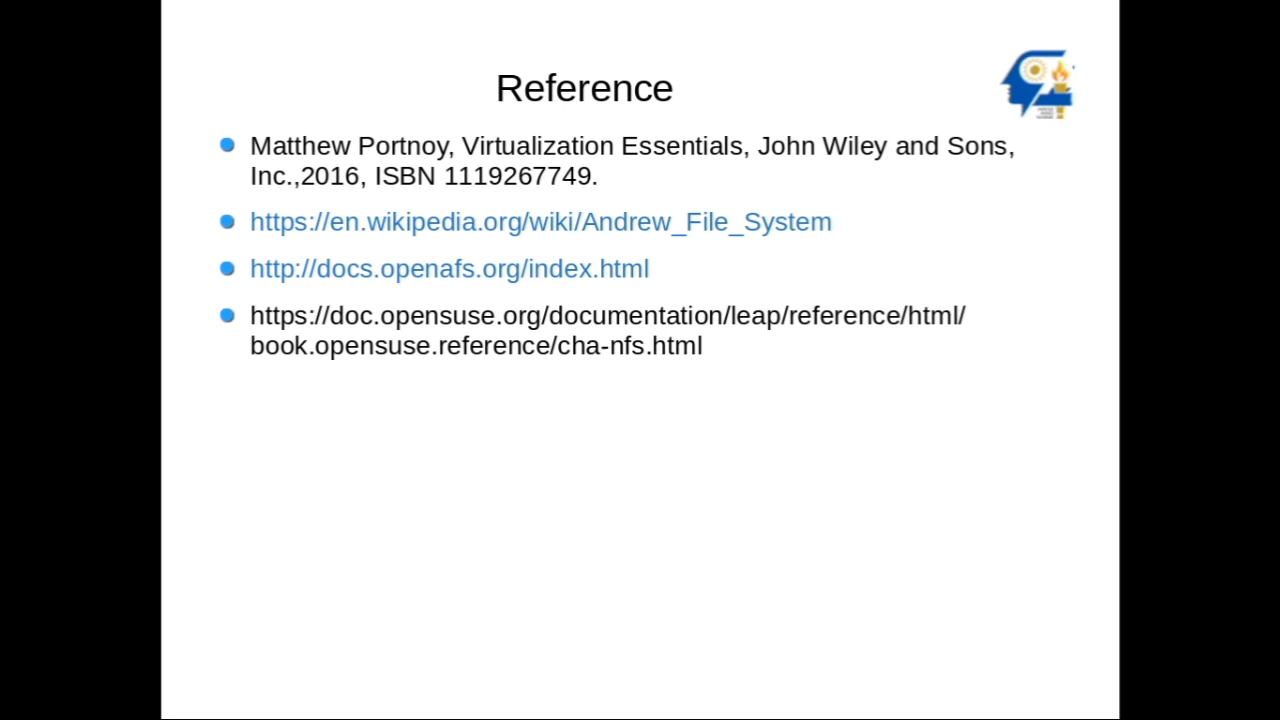 Reference
Matthew Portnoy, Virtualization Essentials, John Wiley and Sons,
Inc.,2016, ISBN 1119267749.
https://en.wikipedia.org/wiki/Andrew_File_System
http://docs.openafs.org/index.html
https://doc.opensuse.org/documentation/leap/reference/html/
book.opensuse.reference/cha-nfs.html